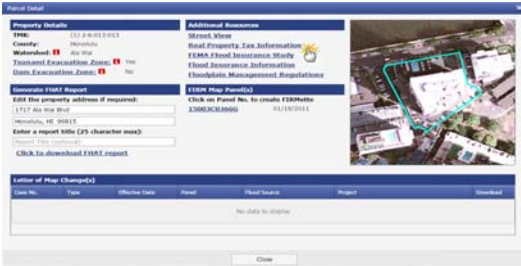 Parcel Detail
Property Details
TMK: (1) 2-6-013:013
County: Honolulu
Watershed: Ala Wai
Tsunami Evacuation Zone: Yes
Dam Evacuation Zone: No
Generate FHAT Report
Edit the property address if required:
1717 Ala Wai Blvd
Honolulu, HI 96815
Enter a report title (25 character max):
Report Title (optional)
Click to download FHAT report
Additional Resources
Street View
Real Property Tax Information
FEMA Flood Insurance Study
Flood Insurance Information
Floodplain Management Regulations
FIRM Map Panel(s)
Click on Panel No. to create FIRMette
15003C0366G 01/19/2011
Letter of Map Change(s)
Case No. Type Effective Date Panel Flood Source Project Download
No data to display
Close